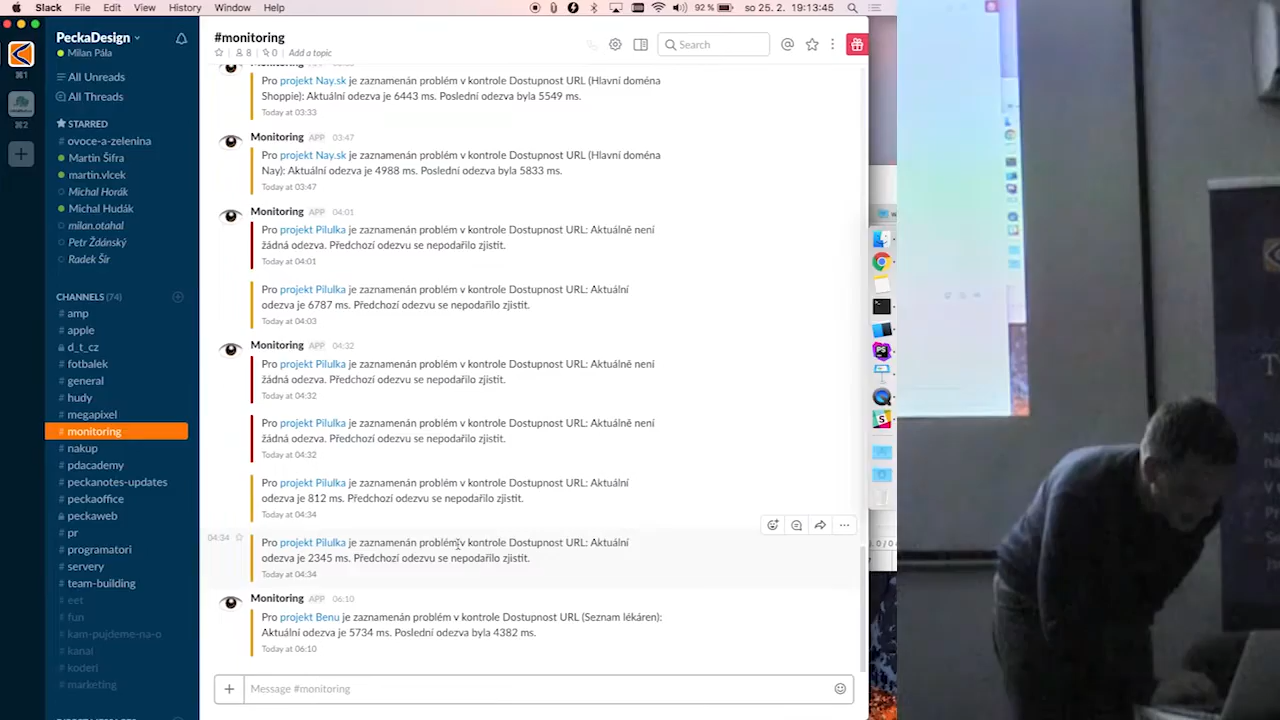 Slack File Edit View History Window Help
92 % so 25. 2. 19:13:45
PeckaDesign
Milan Pála
⌘1
⌘2
All Unreads
All Threads
STARRED
# ovoce-a-zelenina
Martin Šifra
martin.vlcek
Michal Horák
Michal Hudák
milan.otahal
Petr Ždánský
Radek Šír
CHANNELS (74)
# amp
# apple
d_t_cz
# fotbalek
# general
# hudy
# megapixel
# monitoring
# nakup
# pdacademy
# peckanotes-updates
# peckaoffice
peckaweb
# pr
# programatori
# servery
# team-building
# eet
# fun
# kam-pujdeme-na-o
# kanal
# koderi
# marketing
#monitoring
8 0 Add a topic
Search
Pro projekt Nay.sk je zaznamenán problém v kontrole Dostupnost URL (Hlavní doména
Shoppie): Aktuální odezva je 6443 ms. Poslední odezva byla 5549 ms.
Today at 03:33
Monitoring APP 03:47
Pro projekt Nay.sk je zaznamenán problém v kontrole Dostupnost URL (Hlavní doména
Nay): Aktuální odezva je 4988 ms. Poslední odezva byla 5833 ms.
Today at 03:47
Monitoring APP 04:01
Pro projekt Pilulka je zaznamenán problém v kontrole Dostupnost URL: Aktuálně není
žádná odezva. Předchozí odezvu se nepodařilo zjistit.
Today at 04:01
Pro projekt Pilulka je zaznamenán problém v kontrole Dostupnost URL: Aktuální
odezva je 6787 ms. Předchozí odezvu se nepodařilo zjistit.
Today at 04:03
Monitoring APP 04:32
Pro projekt Pilulka je zaznamenán problém v kontrole Dostupnost URL: Aktuálně není
žádná odezva. Předchozí odezvu se nepodařilo zjistit.
Today at 04:32
Pro projekt Pilulka je zaznamenán problém v kontrole Dostupnost URL: Aktuálně není
žádná odezva. Předchozí odezvu se nepodařilo zjistit.
Today at 04:32
Pro projekt Pilulka je zaznamenán problém v kontrole Dostupnost URL: Aktuální
odezva je 812 ms. Předchozí odezvu se nepodařilo zjistit.
Today at 04:34
04:34
Pro projekt Pilulka je zaznamenán problém v kontrole Dostupnost URL: Aktuální
odezva je 2345 ms. Předchozí odezvu se nepodařilo zjistit.
Today at 04:34
Monitoring APP 06:10
Pro projekt Benu je zaznamenán problém v kontrole Dostupnost URL (Seznam lékáren):
Aktuální odezva je 5734 ms. Poslední odezva byla 4382 ms.
Today at 06:10
Message #monitoring